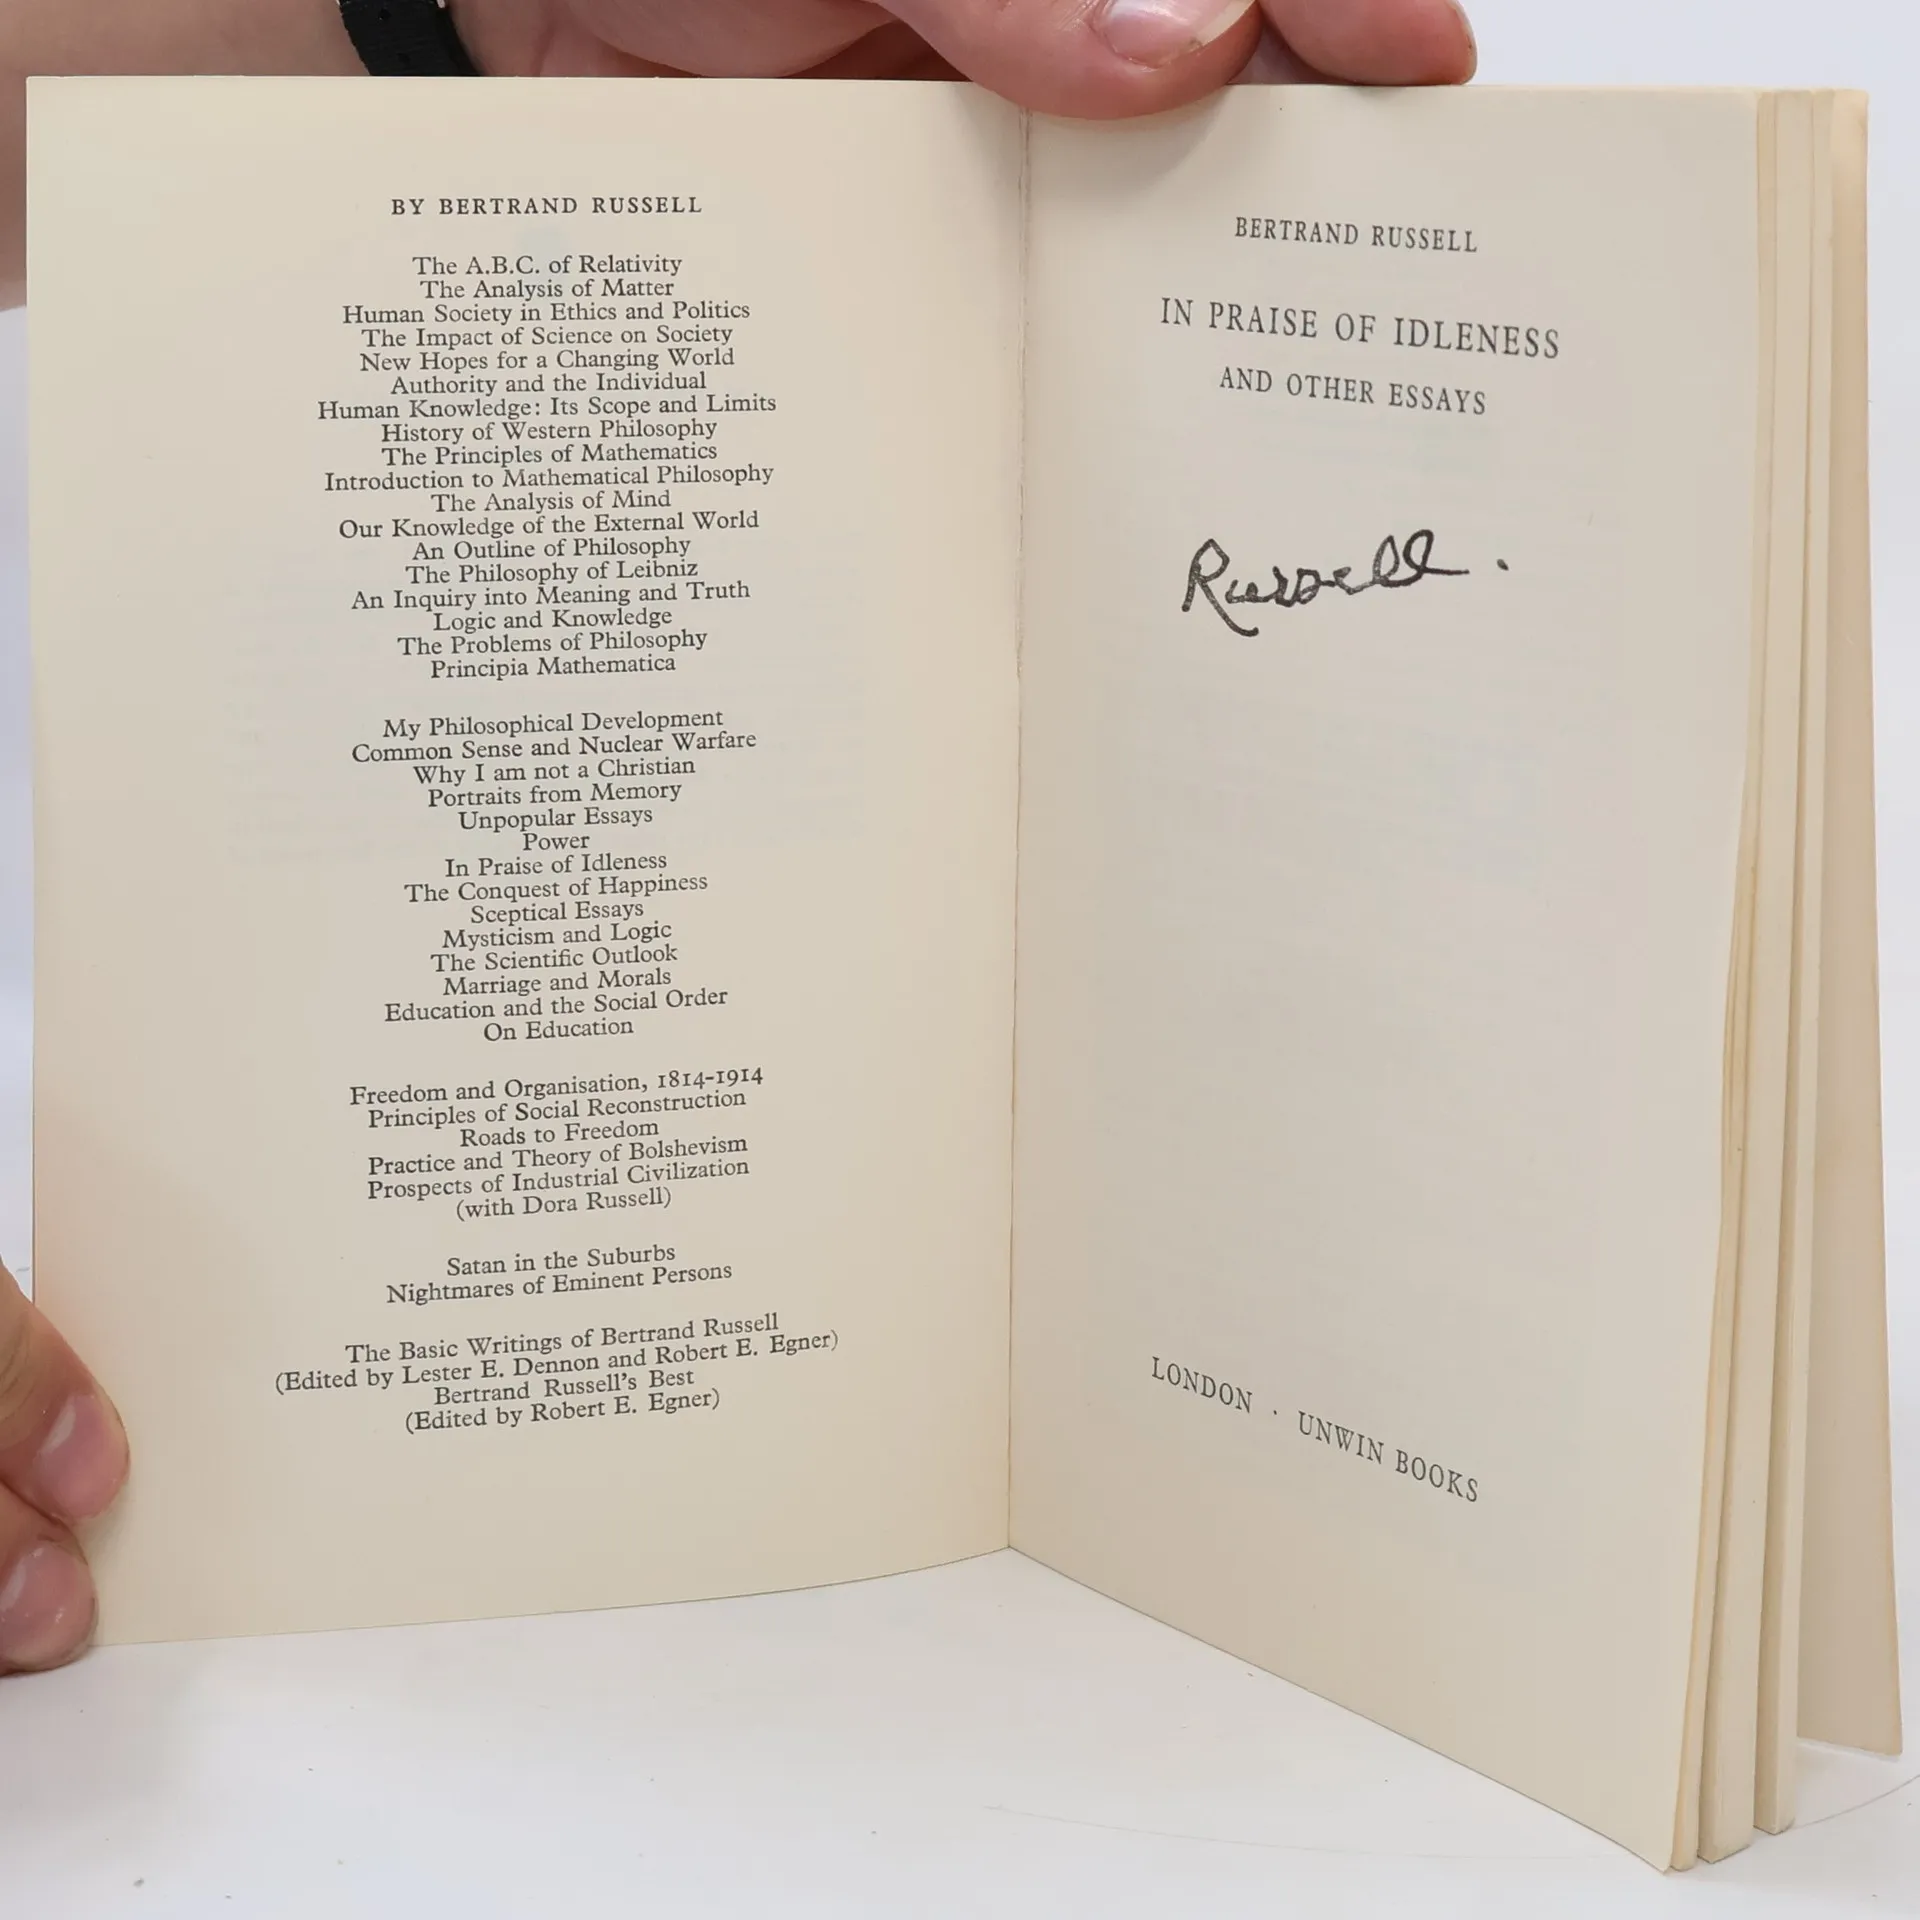 BY BERTRAND RUSSELL
The A.B.C. of Relativity
The Analysis of Matter
Human Society in Ethics and Politics
The Impact of Science on Society
New Hopes for a Changing World
Authority and the Individual
Human Knowledge: Its Scope and Limits
History of Western Philosophy
The Principles of Mathematics
Introduction to Mathematical Philosophy
The Analysis of Mind
Our Knowledge of the External World
An Outline of Philosophy
The Philosophy of Leibniz
An Inquiry into Meaning and Truth
Logic and Knowledge
The Problems of Philosophy
Principia Mathematica
My Philosophical Development
Common Sense and Nuclear Warfare
Why I am not a Christian
Portraits from Memory
Unpopular Essays
Power
In Praise of Idleness
The Conquest of Happiness
Sceptical Essays
Mysticism and Logic
The Scientific Outlook
Marriage and Morals
Education and the Social Order
On Education
Freedom and Organisation, 1814-1914
Principles of Social Reconstruction
Roads to Freedom
Practice and Theory of Bolshevism
Prospects of Industrial Civilization
(with Dora Russell)
Satan in the Suburbs
Nightmares of Eminent Persons
The Basic Writings of Bertrand Russell
(Edited by Lester E. Dennon and Robert E. Egner)
Bertrand Russell's Best
(Edited by Robert E. Egner)
BERTRAND RUSSELL
IN PRAISE OF IDLENESS
AND OTHER ESSAYS
Russell.
LONDON · UNWIN BOOKS